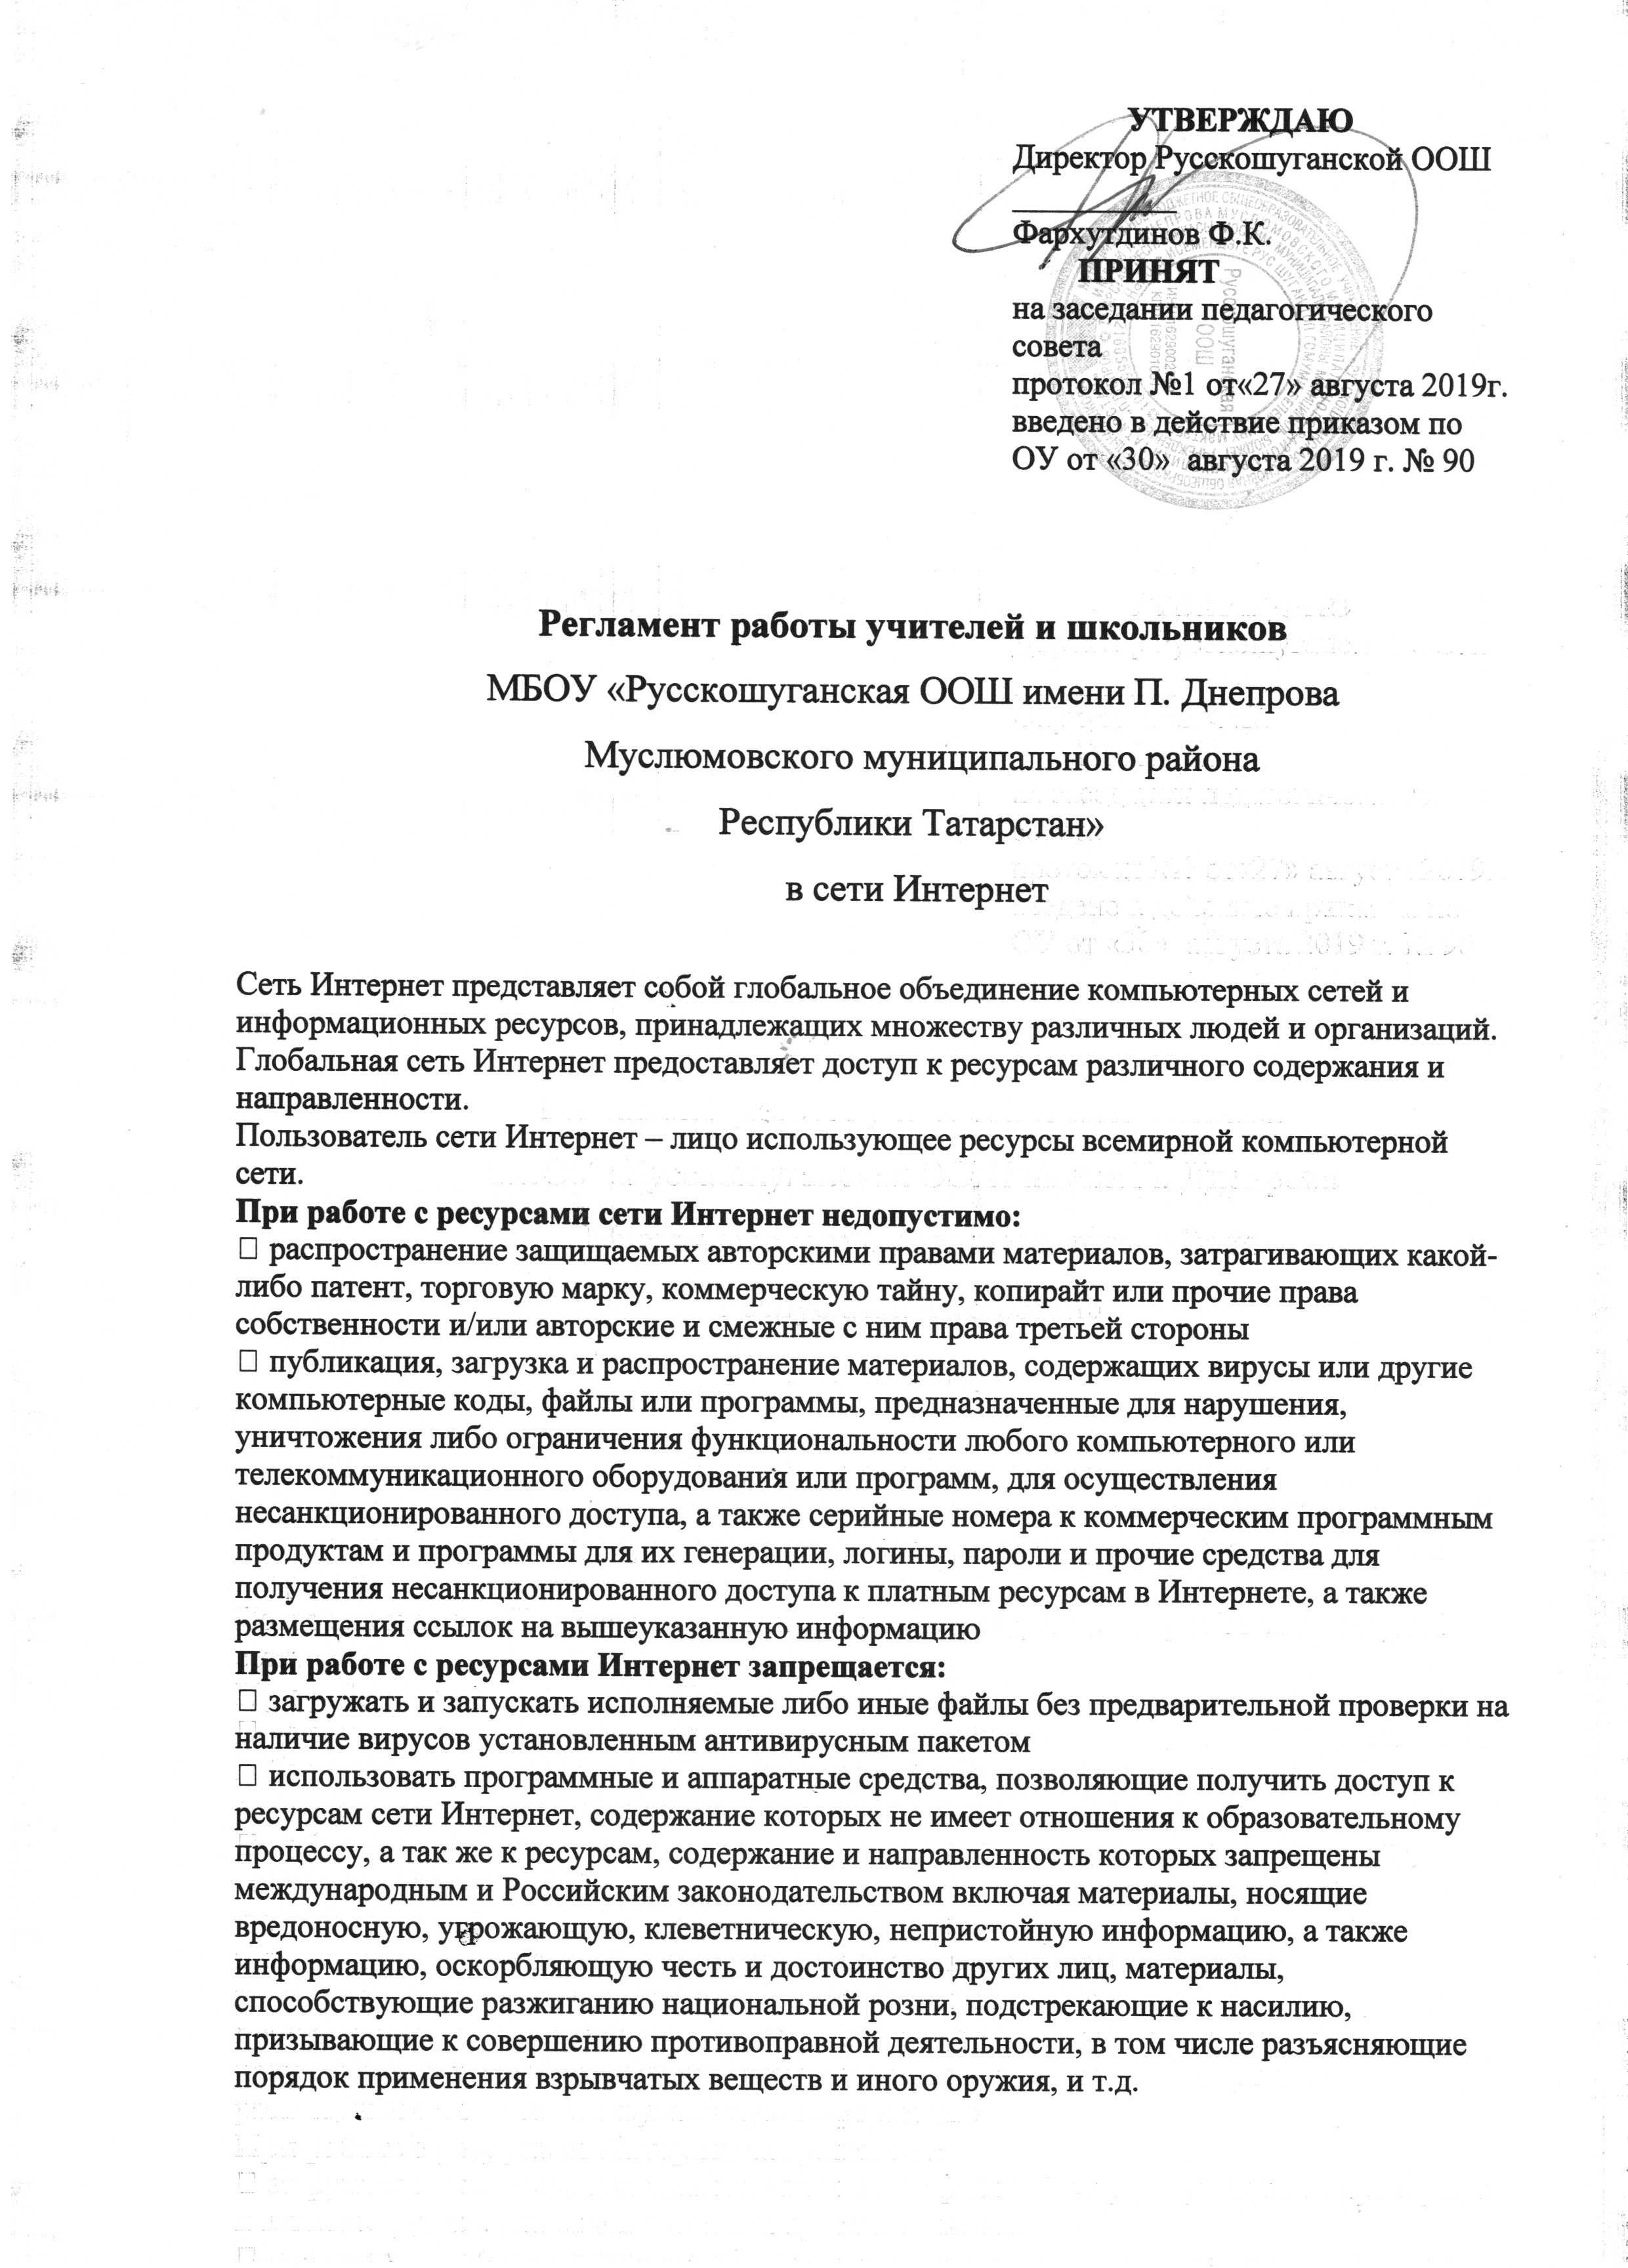 УТВЕРЖДАЮ
Директор Русскошуганской ООШ
Фархутдинов Ф.К.
ПРИНЯТ
на заседании педагогического
совета
протокол №1 от«27» августа 2019г.
введено в действие приказом по
ОУ от «30» августа 2019 г. № 90
Русскошуганская
ООШ
Регламент работы учителей и школьников
МБОУ «Русскошуганская ООШ имени П. Днепрова
Муслюмовского муниципального района
Республики Татарстан»
в сети Интернет
Сеть Интернет представляет собой глобальное объединение компьютерных сетей и
информационных ресурсов, принадлежащих множеству различных людей и организаций.
Глобальная сеть Интернет предоставляет доступ к ресурсам различного содержания и
направленности.
Пользователь сети Интернет – лицо использующее ресурсы всемирной компьютерной
сети.
При работе с ресурсами сети Интернет недопустимо:
□ распространение защищаемых авторскими правами материалов, затрагивающих какой-
либо патент, торговую марку, коммерческую тайну, копирайт или прочие права
собственности и/или авторские и смежные с ним права третьей стороны
□ публикация, загрузка и распространение материалов, содержащих вирусы или другие
компьютерные коды, файлы или программы, предназначенные для нарушения,
уничтожения либо ограничения функциональности любого компьютерного или
телекоммуникационного оборудования или программ, для осуществления
несанкционированного доступа, а также серийные номера к коммерческим программным
продуктам и программы для их генерации, логины, пароли и прочие средства для
получения несанкционированного доступа к платным ресурсам в Интернете, а также
размещения ссылок на вышеуказанную информацию
При работе с ресурсами Интернет запрещается:
□ загружать и запускать исполняемые либо иные файлы без предварительной проверки на
наличие вирусов установленным антивирусным пакетом
□ использовать программные и аппаратные средства, позволяющие получить доступ к
ресурсам сети Интернет, содержание которых не имеет отношения к образовательному
процессу, а так же к ресурсам, содержание и направленность которых запрещены
международным и Российским законодательством включая материалы, носящие
вредоносную, угрожающую, клеветническую, непристойную информацию, а также
информацию, оскорбляющую честь и достоинство других лиц, материалы,
способствующие разжиганию национальной розни, подстрекающие к насилию,
призывающие к совершению противоправной деятельности, в том числе разъясняющие
порядок применения взрывчатых веществ и иного оружия, и т.д.